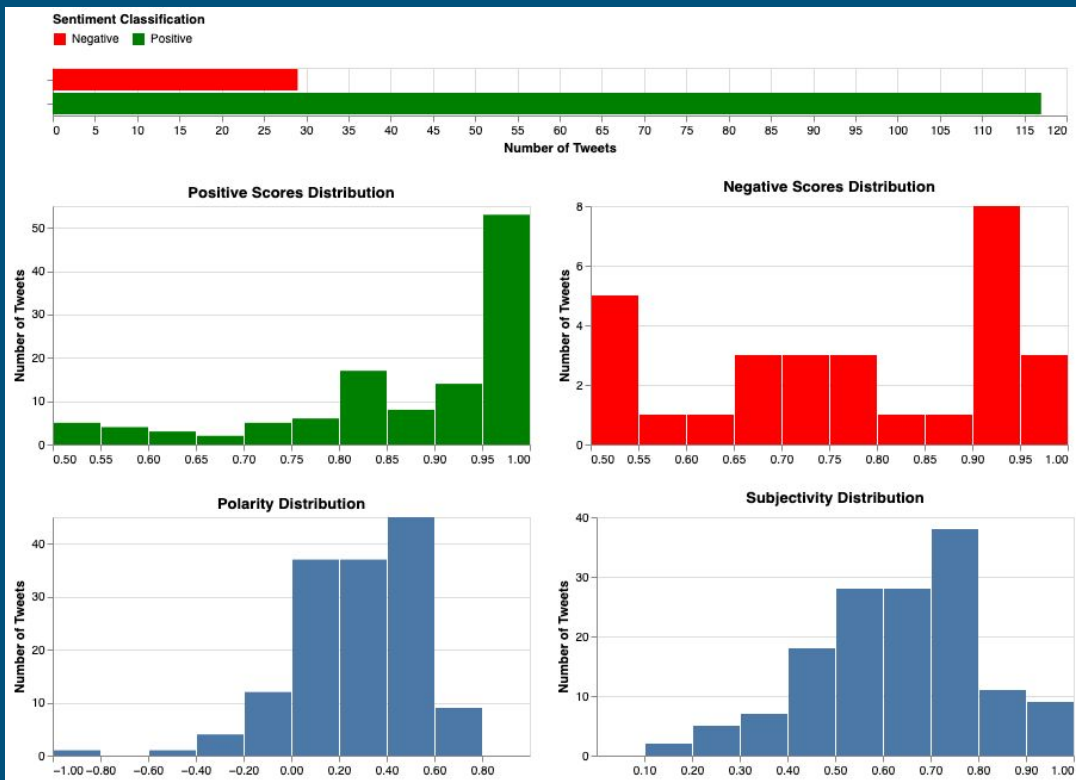 Sentiment Classification
Negative Positive
0 5 10 15 20 25 30 35 40 45 50 55 60 65 70 75 80 85 90 95 100 105 110 115 120
Number of Tweets
Positive Scores Distribution
Number of Tweets
50
40
30
20
10
0
0.50 0.55 0.60 0.65 0.70 0.75 0.80 0.85 0.90 0.95 1.00
Negative Scores Distribution
Number of Tweets
8
6
4
2
0
0.50 0.55 0.60 0.65 0.70 0.75 0.80 0.85 0.90 0.95 1.00
Polarity Distribution
Number of Tweets
40
30
20
10
0
−1.00 −0.80 −0.60 −0.40 −0.20 0.00 0.20 0.40 0.60 0.80
Subjectivity Distribution
Number of Tweets
40
30
20
10
0
0.10 0.20 0.30 0.40 0.50 0.60 0.70 0.80 0.90 1.00